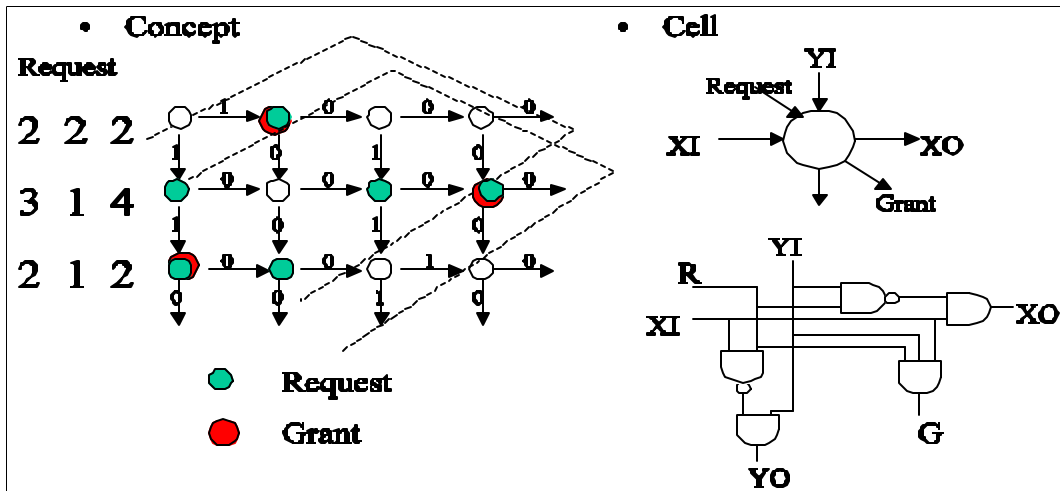 • Concept
Request
1 0 0 0
2 2 2
1 0 1 0
0 0 0 0
3 1 4
1 0 1 0
0 0 1 0
2 1 2
0 0 1 0
Request
Grant
• Cell
YI
Request
XI
XO
Grant
YI
R
XI
XO
G
YO